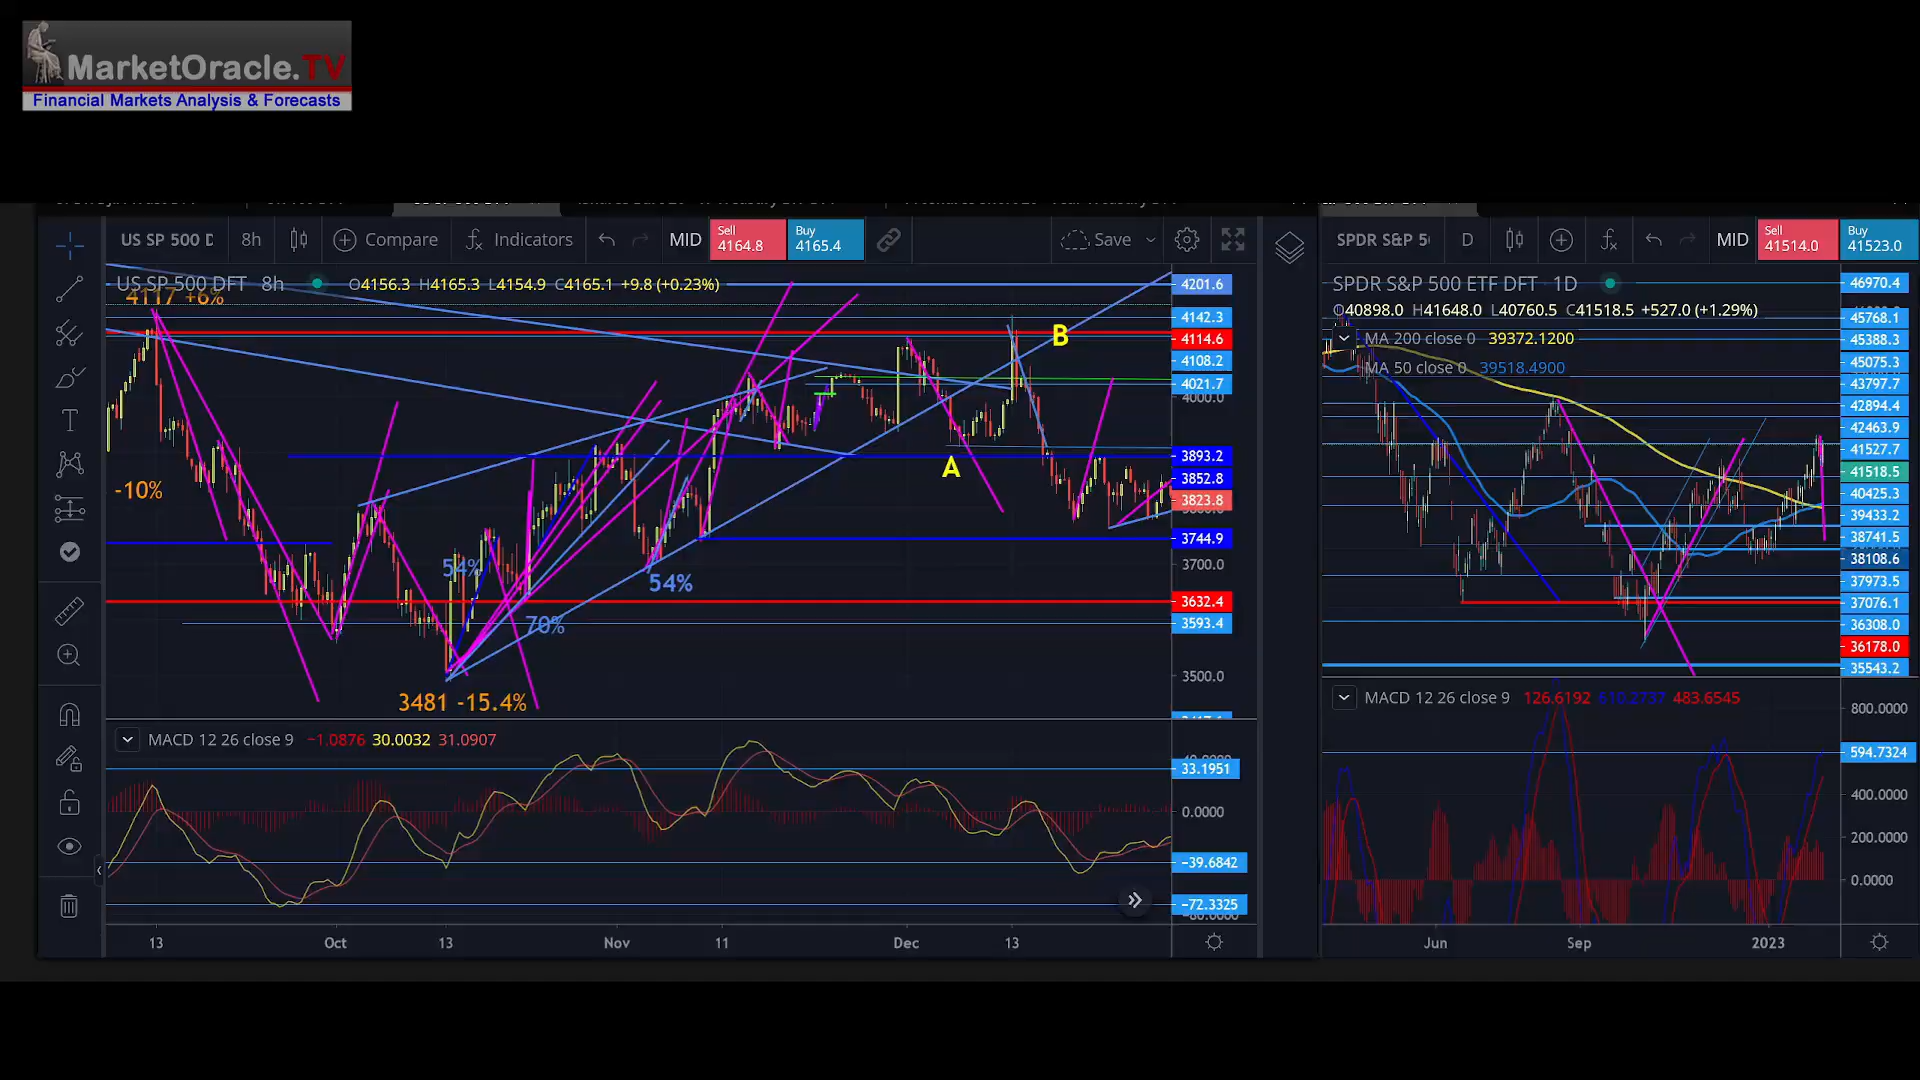 MarketOracle.TV
Financial Markets Analysis & Forecasts
US SP 500 D
8h
Compare
Indicators
MID
Sell
4164.8
Buy
4165.4
Save
US SP 500 DFT 8h O4156.3 H4165.3 L4154.9 C4165.1 +9.8 (+0.23%)
4117 +6%
-10%
54%
54%
70%
3481 -15.4%
A
B
4201.6
4142.3
4114.6
4108.2
4021.7
4000.0
3893.2
3852.8
3823.8
3744.9
3700.0
3632.4
3593.4
3500.0
MACD 12 26 close 9 −1.0876 30.0032 31.0907
33.1951
0.0000
−39.6842
−72.3325
13
Oct
13
Nov
11
Dec
13
SPDR S&P 5
D
MID
Sell
41514.0
Buy
41523.0
SPDR S&P 500 ETF DFT · 1D
O40898.0 H41648.0 L40760.5 C41518.5 +527.0 (+1.29%)
MA 200 close 0 39372.1200
MA 50 close 0 39518.4900
46970.4
45768.1
45388.3
45075.3
43797.7
42894.4
42463.9
41527.7
41518.5
40425.3
39433.2
38741.5
38108.6
37973.5
37076.1
36308.0
36178.0
35543.2
MACD 12 26 close 9 126.6192 610.2737 483.6545
800.0000
594.7324
400.0000
200.0000
0.0000
Jun
Sep
2023